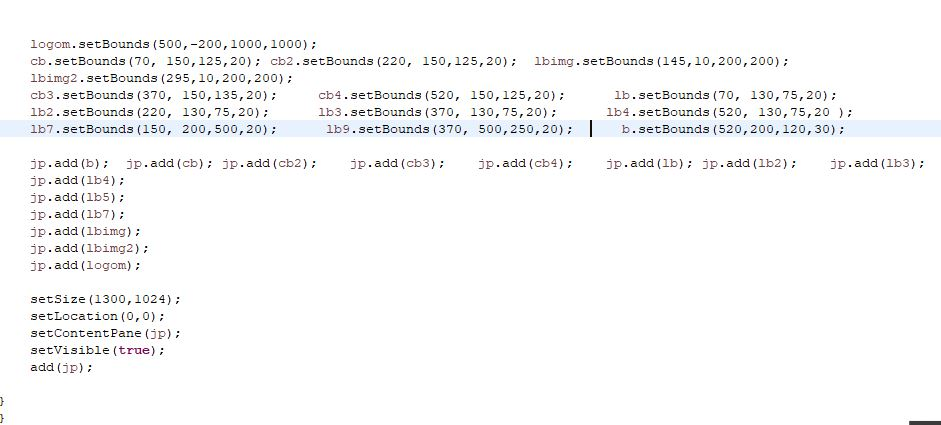 logom.setBounds(500,-200,1000,1000);
cb.setBounds(70, 150,125,20); cb2.setBounds(220, 150,125,20);  lbimg.setBounds(145,10,200,200);
lbimg2.setBounds(295,10,200,200);
cb3.setBounds(370, 150,135,20);     cb4.setBounds(520, 150,125,20);      lb.setBounds(70, 130,75,20);
lb2.setBounds(220, 130,75,20);      lb3.setBounds(370, 130,75,20);      lb4.setBounds(520, 130,75,20 );
lb7.setBounds(150, 200,500,20);      lb9.setBounds(370, 500,250,20);      b.setBounds(520,200,120,30);
jp.add(b);  jp.add(cb); jp.add(cb2);    jp.add(cb3);    jp.add(cb4);    jp.add(lb); jp.add(lb2);    jp.add(lb3);
jp.add(lb4);
jp.add(lb5);
jp.add(lb7);
jp.add(lbimg);
jp.add(lbimg2);
jp.add(logom);
setSize(1300,1024);
setLocation(0,0);
setContentPane(jp);
setVisible(true);
add(jp);
}
}